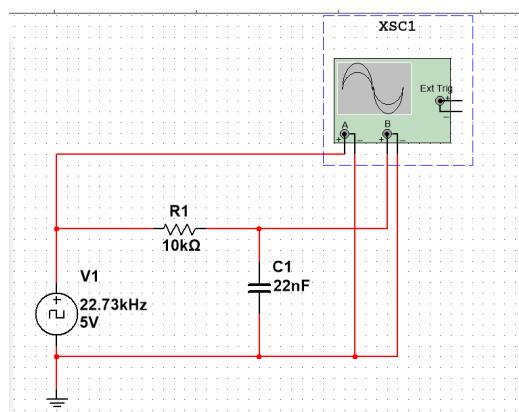 XSC1
Ext Trig
+
_
A
B
+ _ + _
R1
10kΩ
C1
22nF
V1
+
22.73kHz
5V